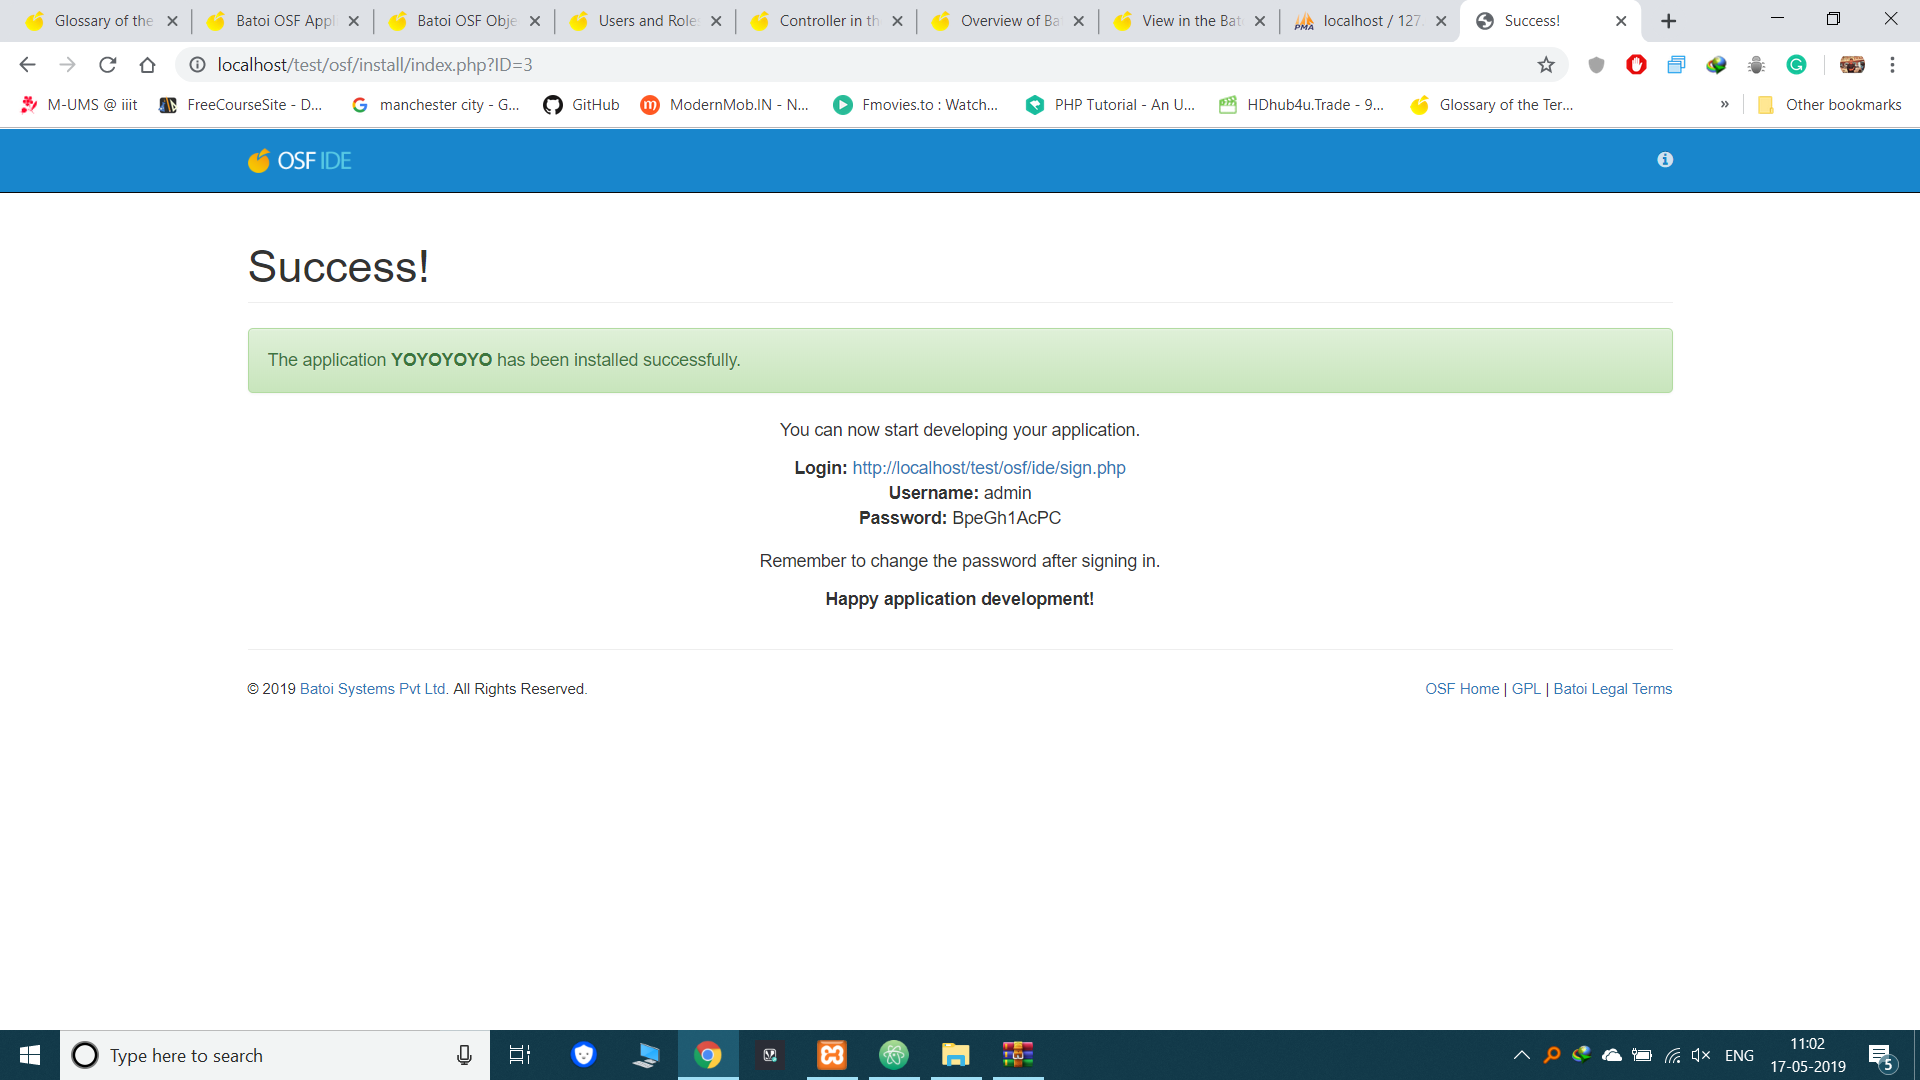 Glossary of the
Batoi OSF Appl
Batoi OSF Obje
Users and Role
Controller in th
Overview of Ba
View in the Bat
localhost / 127.
Success!
localhost/test/osf/install/index.php?ID=3
M-UMS @ iiit
FreeCourseSite - D...
manchester city - G...
GitHub
ModernMob.IN - N...
Fmovies.to : Watch...
PHP Tutorial - An U...
HDhub4u.Trade - 9...
Glossary of the Ter...
»
Other bookmarks
OSF IDE
Success!
The application YOYOYOYO has been installed successfully.
You can now start developing your application.
Login: http://localhost/test/osf/ide/sign.php
Username: admin
Password: BpeGh1AcPC
Remember to change the password after signing in.
Happy application development!
© 2019 Batoi Systems Pvt Ltd. All Rights Reserved.
OSF Home | GPL | Batoi Legal Terms
Type here to search
ENG
11:02
17-05-2019
5